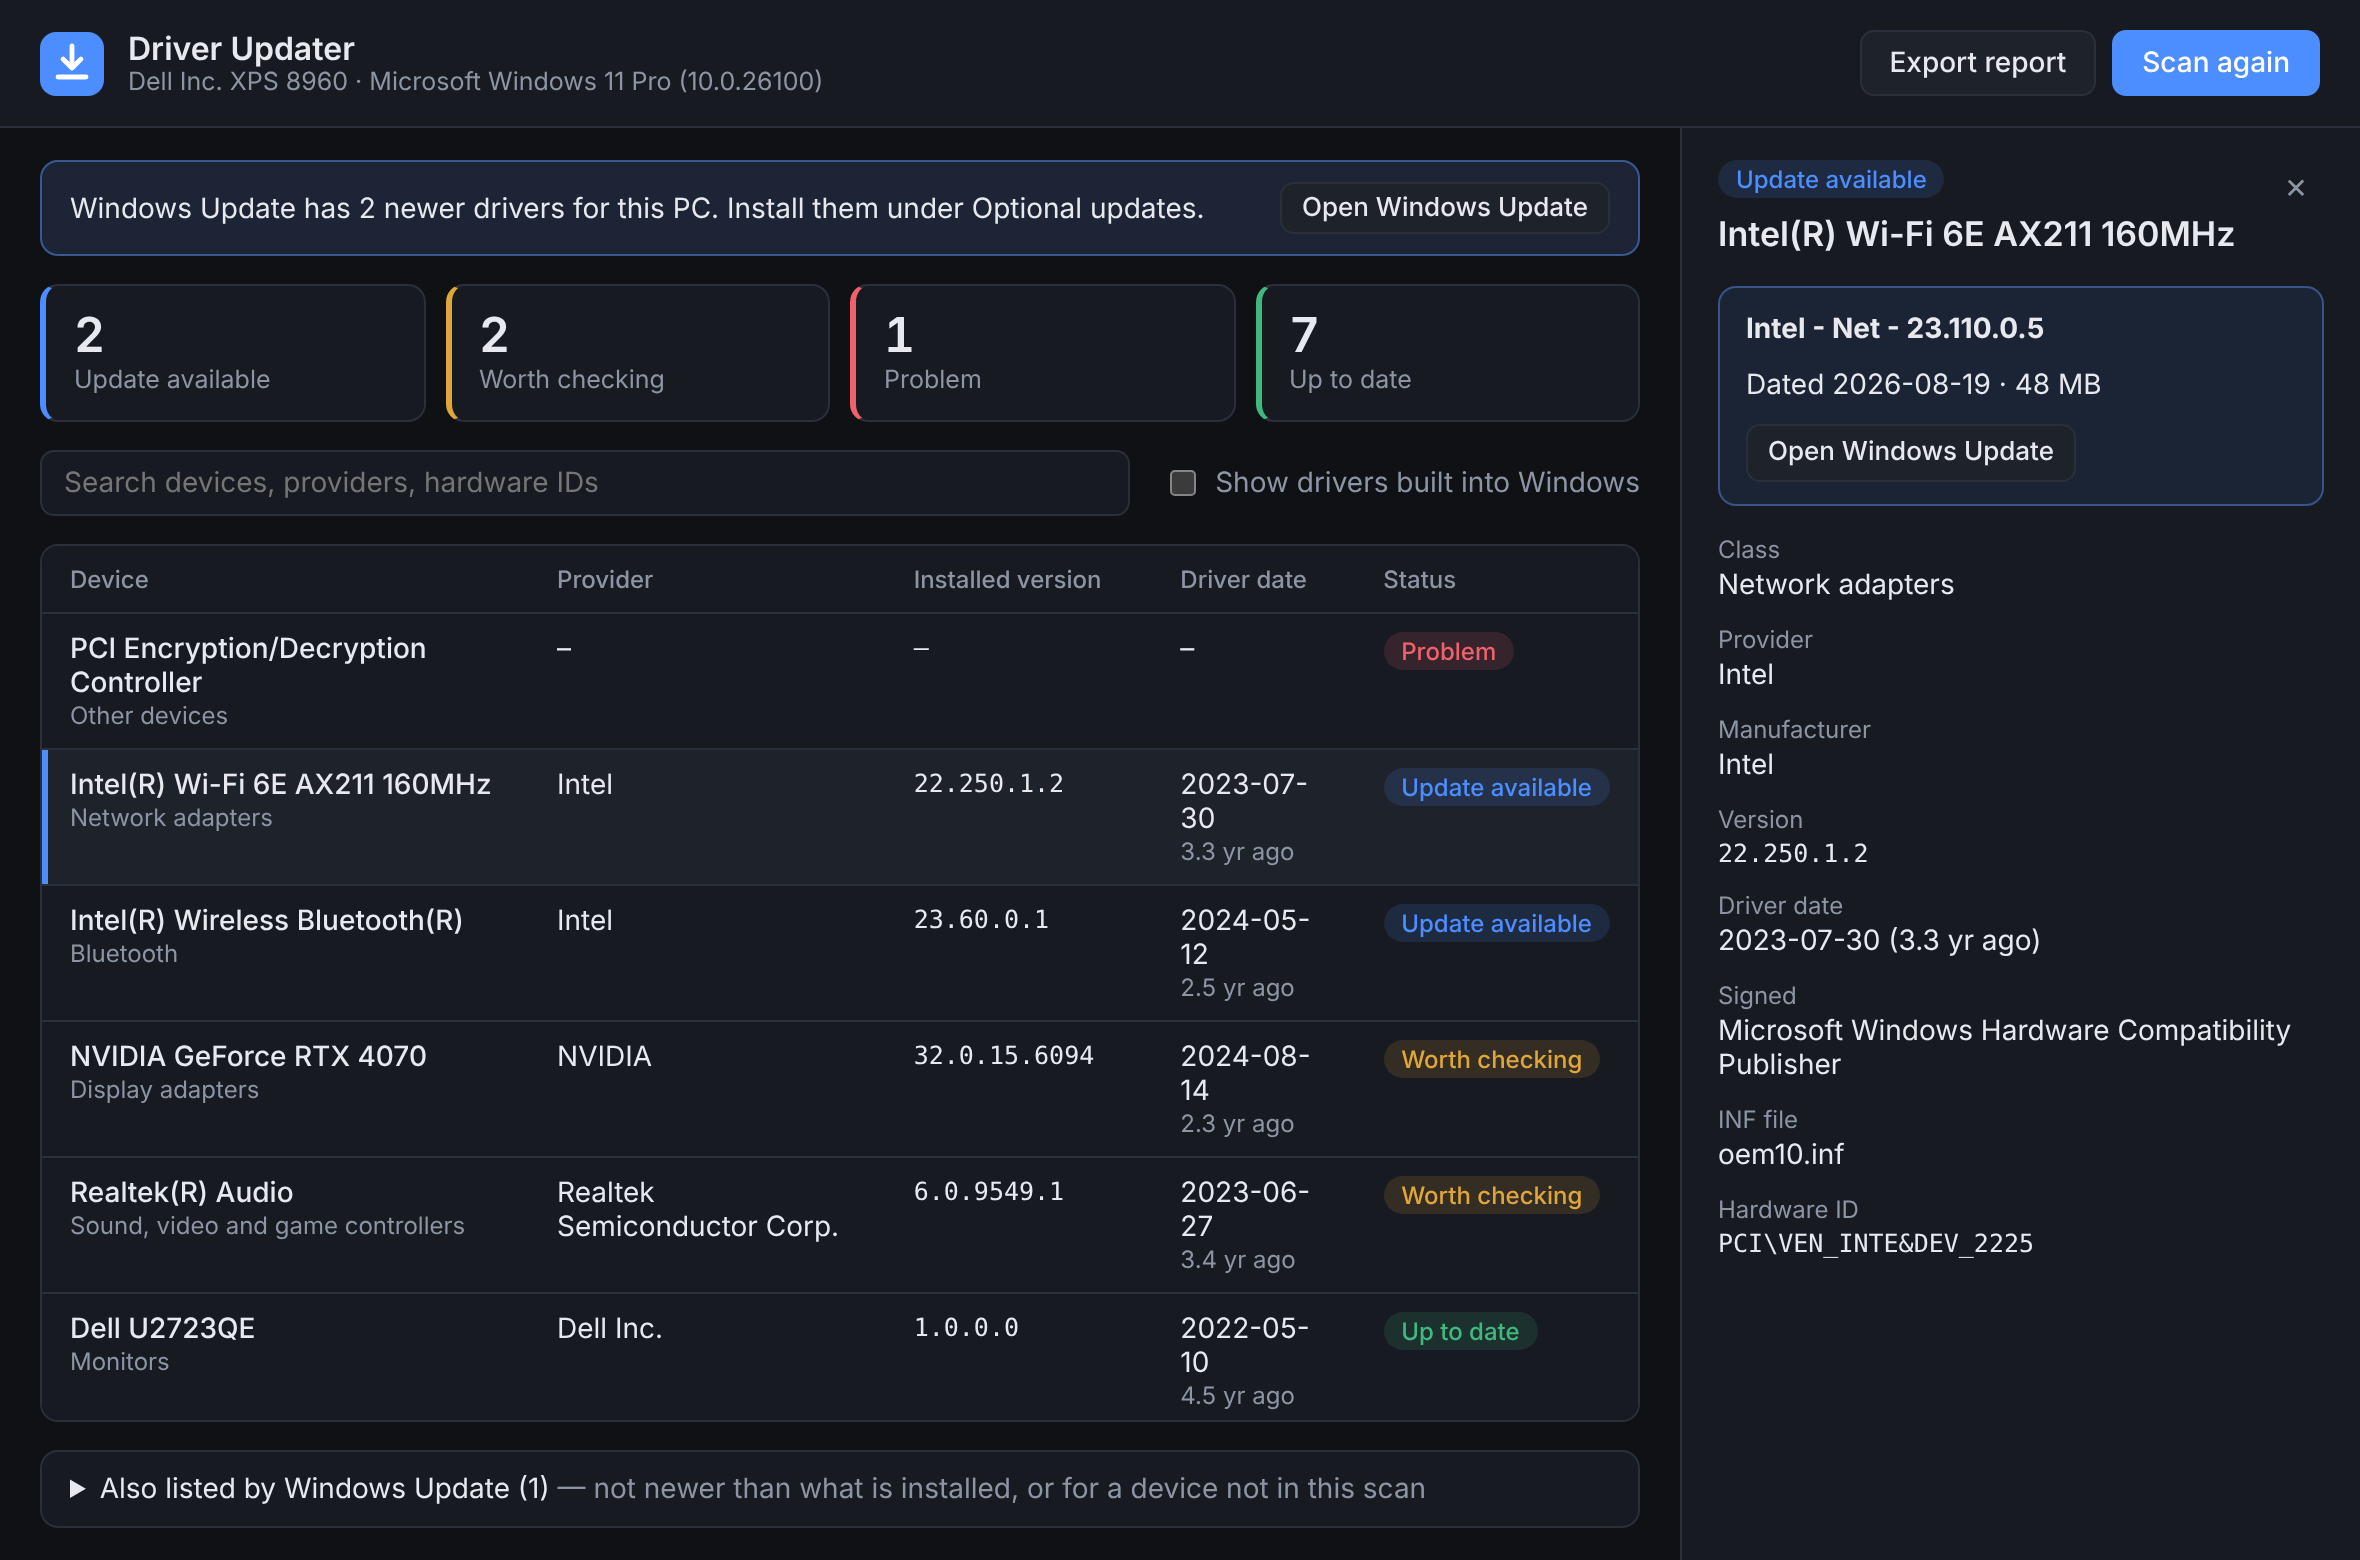 Driver Updater
Dell Inc. XPS 8960 · Microsoft Windows 11 Pro (10.0.26100)
Export report
Scan again
Windows Update has 2 newer drivers for this PC. Install them under Optional updates.
Open Windows Update
2
Update available
2
Worth checking
1
Problem
7
Up to date
Search devices, providers, hardware IDs
Show drivers built into Windows
Device
Provider
Installed version
Driver date
Status
PCI Encryption/Decryption
Controller
Other devices
–
–
–
Problem
Intel(R) Wi-Fi 6E AX211 160MHz
Network adapters
Intel
22.250.1.2
2023-07-
30
3.3 yr ago
Update available
Intel(R) Wireless Bluetooth(R)
Bluetooth
Intel
23.60.0.1
2024-05-
12
2.5 yr ago
Update available
NVIDIA GeForce RTX 4070
Display adapters
NVIDIA
32.0.15.6094
2024-08-
14
2.3 yr ago
Worth checking
Realtek(R) Audio
Sound, video and game controllers
Realtek
Semiconductor Corp.
6.0.9549.1
2023-06-
27
3.4 yr ago
Worth checking
Dell U2723QE
Monitors
Dell Inc.
1.0.0.0
2022-05-
10
4.5 yr ago
Up to date
Also listed by Windows Update (1) — not newer than what is installed, or for a device not in this scan
Update available
×
Intel(R) Wi-Fi 6E AX211 160MHz
Intel - Net - 23.110.0.5
Dated 2026-08-19 · 48 MB
Open Windows Update
Class
Network adapters
Provider
Intel
Manufacturer
Intel
Version
22.250.1.2
Driver date
2023-07-30 (3.3 yr ago)
Signed
Microsoft Windows Hardware Compatibility
Publisher
INF file
oem10.inf
Hardware ID
PCI\VEN_INTE&DEV_2225